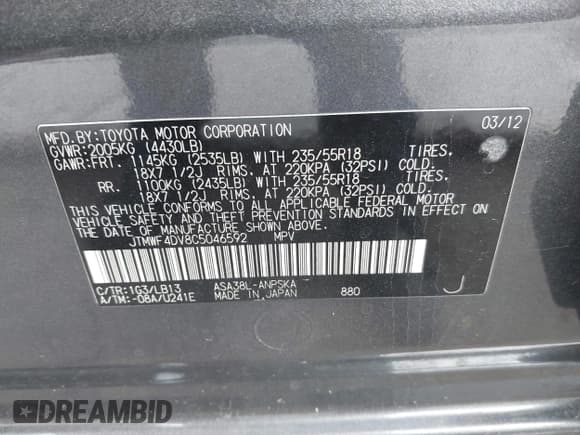 MFD.BY:TOYOTA MOTOR CORPORATION 03/12
GVWR:2005KG (4430LB)
GAWR:FRT. 1145KG (2535LB) WITH 235/55R18 TIRES.
18X7 1/2J RIMS. AT 220KPA (32PSI) COLD.
RR. 1100KG (2435LB) WITH 235/55R18 TIRES.
18X7 1/2J RIMS. AT 220KPA (32PSI) COLD.
THIS VEHICLE CONFORMS TO ALL APPLICABLE FEDERAL MOTOR
VEHICLE SAFETY AND THEFT PREVENTION STANDARDS IN EFFECT ON
THE DATE OF MANUFACTURE SHOWN ABOVE.
JTMWF4DV8C5046592 MPV
C/TR:1G3/LB13 ASA38L-ANPSKA J
A/TM:-08A/U241E MADE IN JAPAN 880
DREAMBID